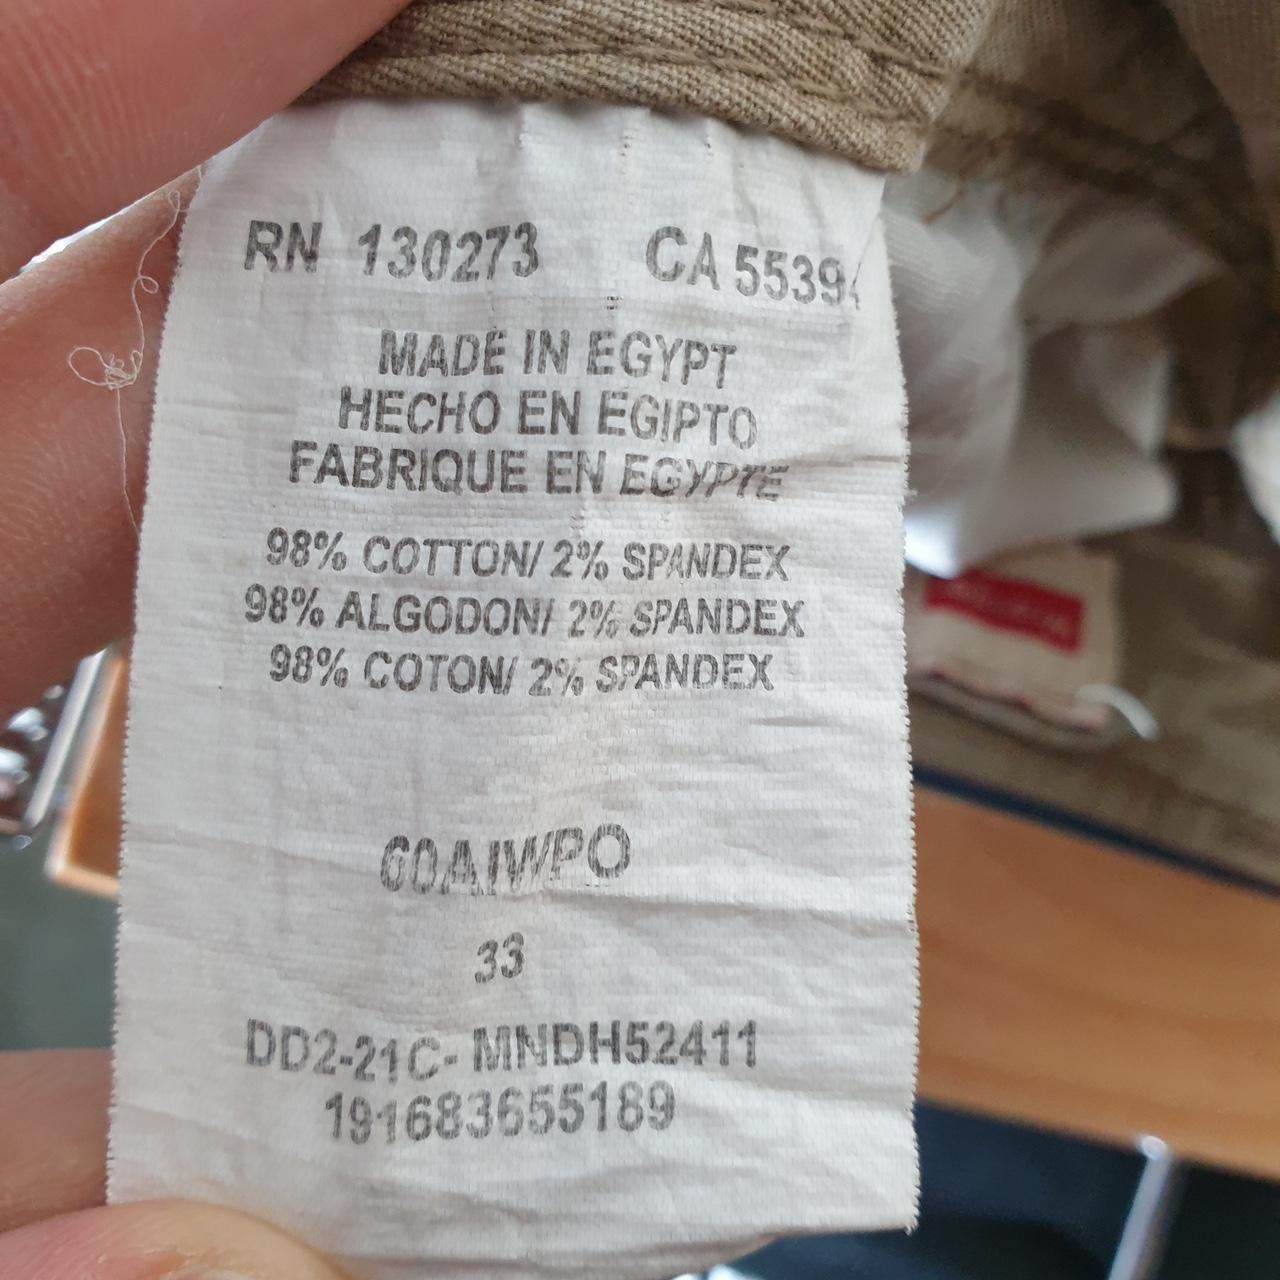 RN 130273 CA 5539
MADE IN EGYPT
HECHO EN EGIPTO
FABRIQUE EN EGYPTE
98% COTTON/ 2% SPANDEX
98% ALGODON/ 2% SPANDEX
98% COTON/ 2% SPANDEX
60AIWPO
33
DD2-21C- MNDH52411
191683655189